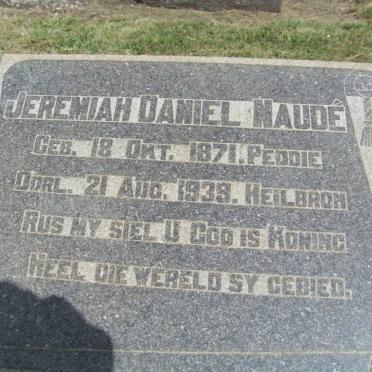 JEREMIAH DANIEL NAUDÉ
GEB. 18 OKT. 1871. PEDDIE
OORL. 21 AUG. 1939. HEILBRON
RUS MY SIEL U GOD IS KONING
HEEL DIE WERELD SY GEBIED.